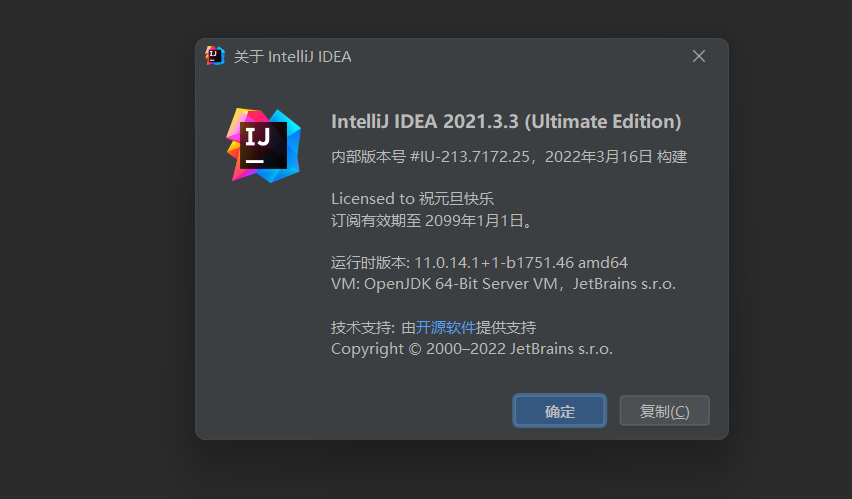 关于 IntelliJ IDEA
IJ
IntelliJ IDEA 2021.3.3 (Ultimate Edition)
内部版本号 #IU-213.7172.25，2022年3月16日 构建
Licensed to 祝元旦快乐
订阅有效期至 2099年1月1日。
运行时版本: 11.0.14.1+1-b1751.46 amd64
VM: OpenJDK 64-Bit Server VM，JetBrains s.r.o.
技术支持: 由开源软件提供支持
Copyright © 2000–2022 JetBrains s.r.o.
确定
复制(C)